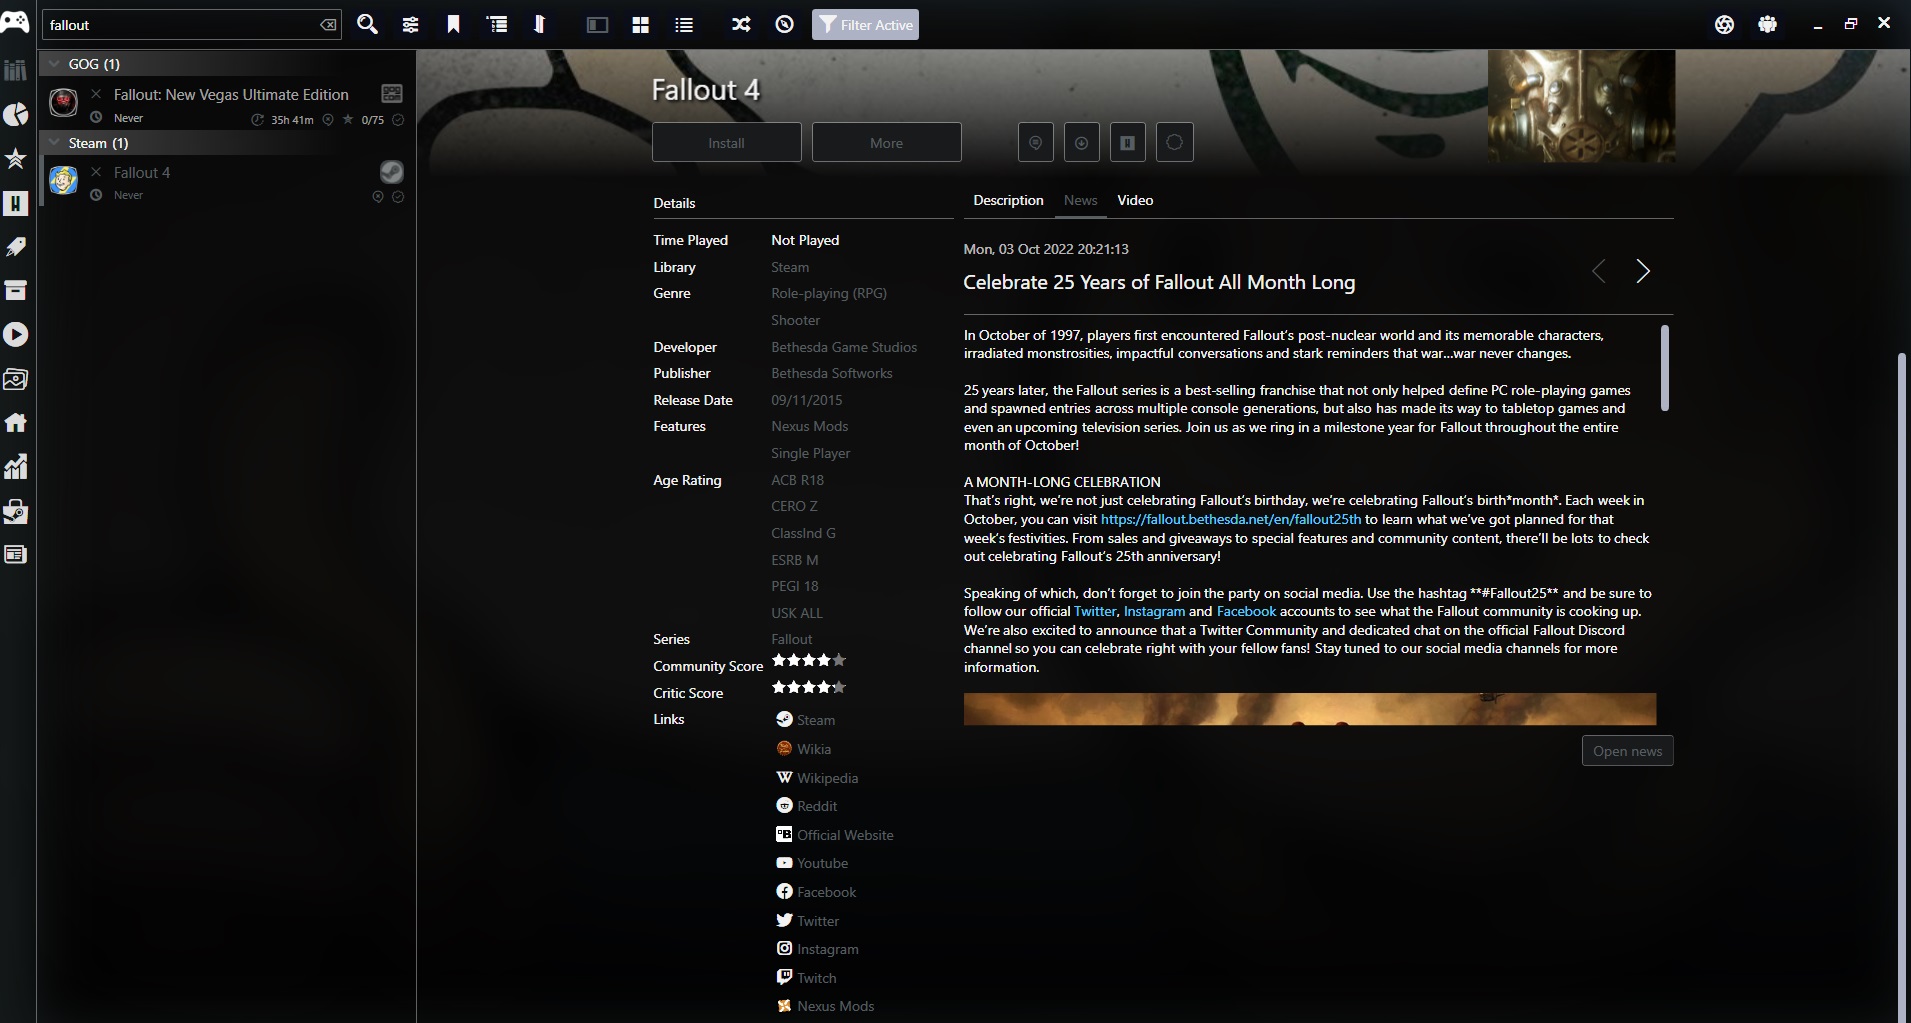 fallout
Filter Active
GOG (1)
Fallout: New Vegas Ultimate Edition
Never
35h 41m
0/75
Steam (1)
Fallout 4
Never
Fallout 4
Install
More
Details
Time Played
Not Played
Library
Steam
Genre
Role-playing (RPG)
Shooter
Developer
Bethesda Game Studios
Publisher
Bethesda Softworks
Release Date
09/11/2015
Features
Nexus Mods
Single Player
Age Rating
ACB R18
CERO Z
ClassInd G
ESRB M
PEGI 18
USK ALL
Series
Fallout
Community Score
Critic Score
Links
Steam
Wikia
Wikipedia
Reddit
Official Website
Youtube
Facebook
Twitter
Instagram
Twitch
Nexus Mods
Description
News
Video
Mon, 03 Oct 2022 20:21:13
Celebrate 25 Years of Fallout All Month Long
In October of 1997, players first encountered Fallout’s post-nuclear world and its memorable characters,
irradiated monstrosities, impactful conversations and stark reminders that war…war never changes.
25 years later, the Fallout series is a best-selling franchise that not only helped define PC role-playing games
and spawned entries across multiple console generations, but also has made its way to tabletop games and
even an upcoming television series. Join us as we ring in a milestone year for Fallout throughout the entire
month of October!
A MONTH-LONG CELEBRATION
That’s right, we’re not just celebrating Fallout’s birthday, we’re celebrating Fallout’s birth*month*. Each week in
October, you can visit https://fallout.bethesda.net/en/fallout25th to learn what we’ve got planned for that
week’s festivities. From sales and giveaways to special features and community content, there’ll be lots to check
out celebrating Fallout’s 25th anniversary!
Speaking of which, don’t forget to join the party on social media. Use the hashtag **#Fallout25** and be sure to
follow our official Twitter, Instagram and Facebook accounts to see what the Fallout community is cooking up.
We’re also excited to announce that a Twitter Community and dedicated chat on the official Fallout Discord
channel so you can celebrate right with your fellow fans! Stay tuned to our social media channels for more
information.
Open news